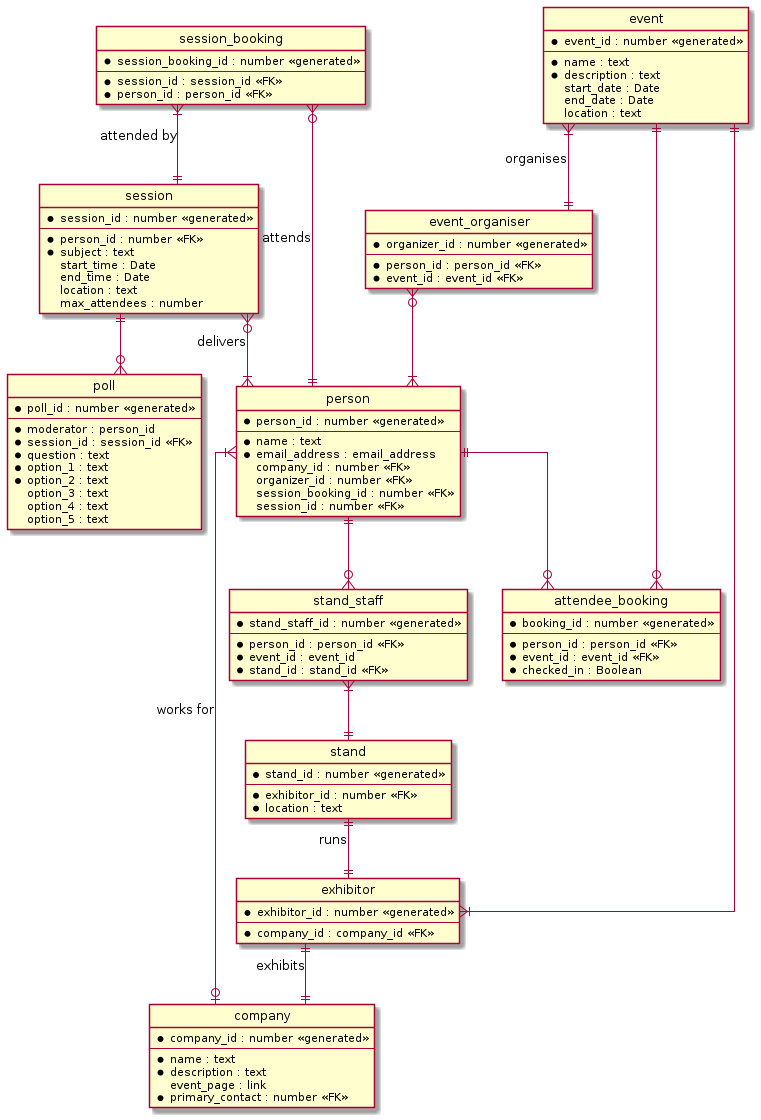 event
event_id : number «generated»
name : text
description : text
start_date : Date
end_date : Date
location : text
session_booking
session_booking_id : number «generated»
session_id : session_id «FK»
person_id : person_id «FK»
attended by
organises
session
session_id : number «generated»
person_id : number «FK»
subject : text
start_time : Date
end_time : Date
location : text
max_attendees : number
attends
event_organiser
organizer_id : number «generated»
person_id : person_id «FK»
event_id : event_id «FK»
delivers
poll
poll_id : number «generated»
moderator : person_id
session_id : session_id «FK»
question : text
option_1 : text
option_2 : text
option_3 : text
option_4 : text
option_5 : text
person
person_id : number «generated»
name : text
email_address : email_address
company_id : number «FK»
organizer_id : number «FK»
session_booking_id : number «FK»
session_id : number «FK»
stand_staff
stand_staff_id : number «generated»
person_id : person_id «FK»
event_id : event_id
stand_id : stand_id «FK»
attendee_booking
booking_id : number «generated»
person_id : person_id «FK»
event_id : event_id «FK»
checked_in : Boolean
works for
stand
stand_id : number «generated»
exhibitor_id : number «FK»
location : text
runs
exhibitor
exhibitor_id : number «generated»
company_id : company_id «FK»
exhibits
company
company_id : number «generated»
name : text
description : text
event_page : link
primary_contact : number «FK»